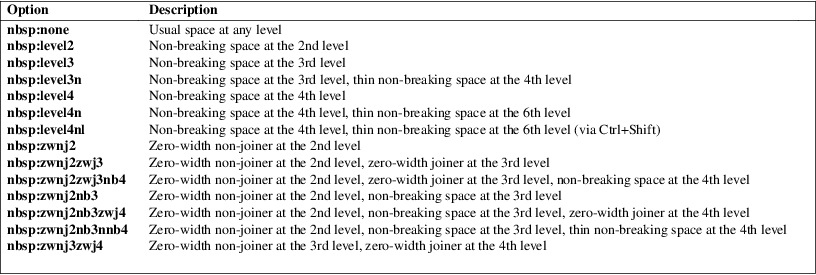 Option Description
nbsp:none Usual space at any level
nbsp:level2 Non-breaking space at the 2nd level
nbsp:level3 Non-breaking space at the 3rd level
nbsp:level3n Non-breaking space at the 3rd level, thin non-breaking space at the 4th level
nbsp:level4 Non-breaking space at the 4th level
nbsp:level4n Non-breaking space at the 4th level, thin non-breaking space at the 6th level
nbsp:level4nl Non-breaking space at the 4th level, thin non-breaking space at the 6th level (via Ctrl+Shift)
nbsp:zwnj2 Zero-width non-joiner at the 2nd level
nbsp:zwnj2zwj3 Zero-width non-joiner at the 2nd level, zero-width joiner at the 3rd level
nbsp:zwnj2zwj3nb4 Zero-width non-joiner at the 2nd level, zero-width joiner at the 3rd level, non-breaking space at the 4th level
nbsp:zwnj2nb3 Zero-width non-joiner at the 2nd level, non-breaking space at the 3rd level
nbsp:zwnj2nb3zwj4 Zero-width non-joiner at the 2nd level, non-breaking space at the 3rd level, zero-width joiner at the 4th level
nbsp:zwnj2nb3nnb4 Zero-width non-joiner at the 2nd level, non-breaking space at the 3rd level, thin non-breaking space at the 4th level
nbsp:zwnj3zwj4 Zero-width non-joiner at the 3rd level, zero-width joiner at the 4th level